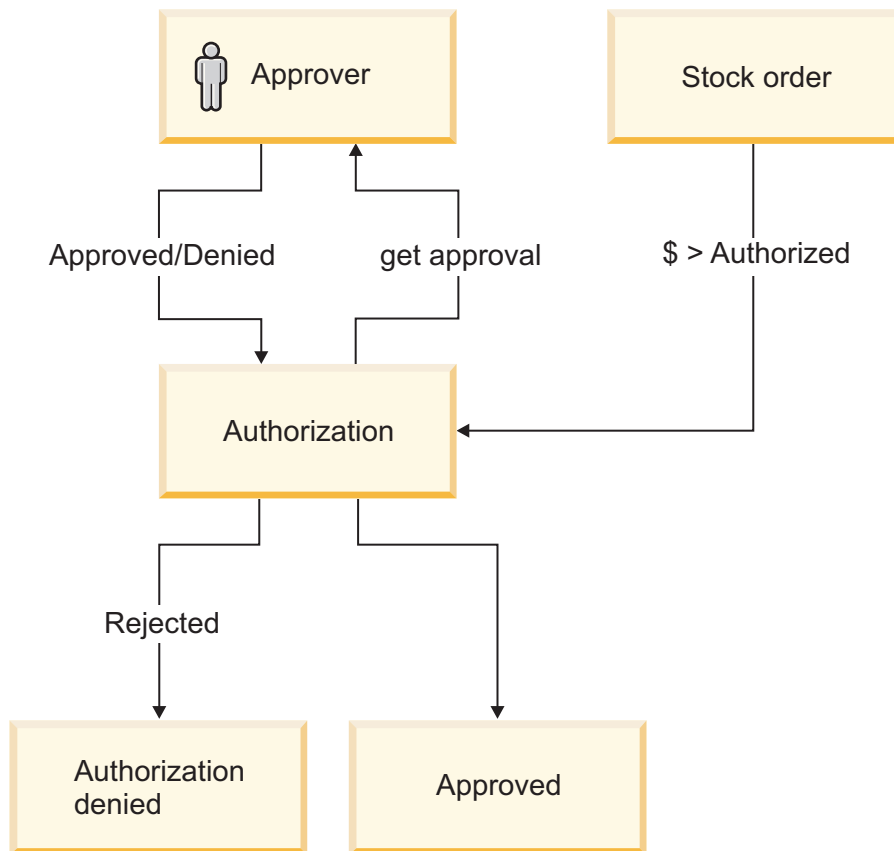 Approver
Stock order
Approved/Denied
get approval
$ > Authorized
Authorization
Rejected
Authorization
denied
Approved